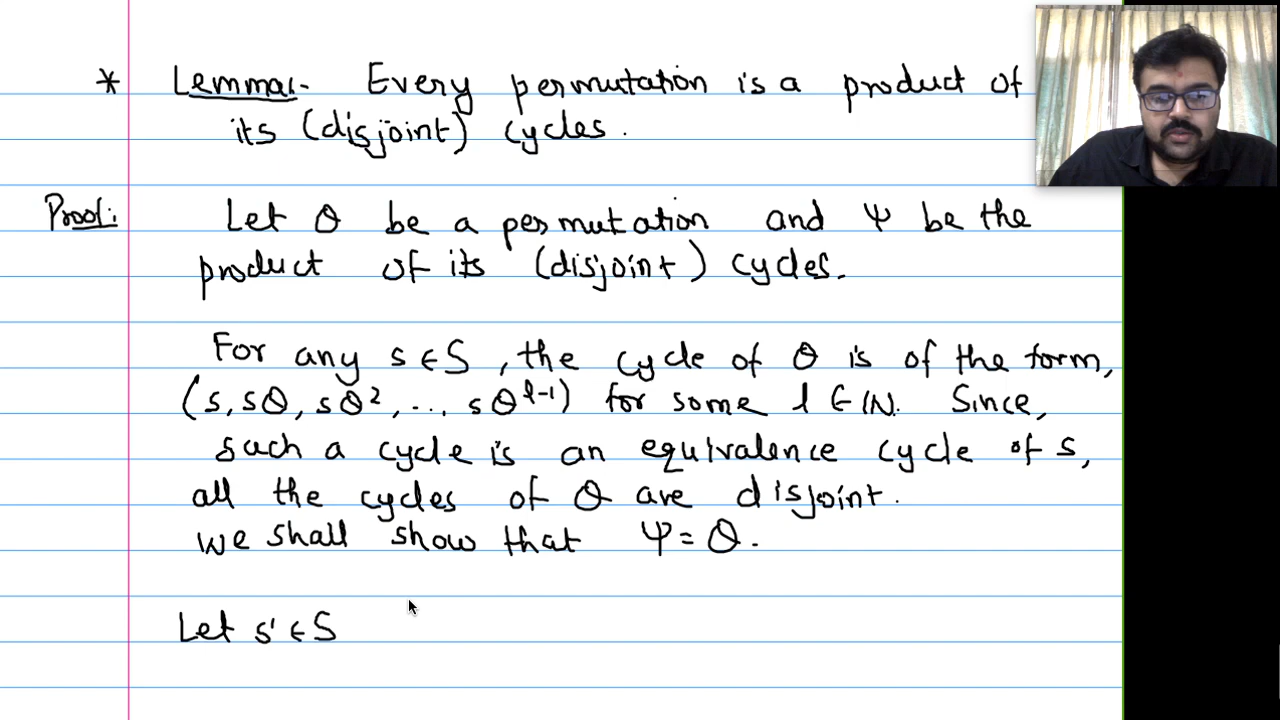 * Lemma:- Every permutation is a product of
its (disjoint) cycles.
Proof: Let θ be a permutation and ψ be the
product of its (disjoint) cycles.
For any s ∈ S, the cycle of θ is of the form,
(s, sθ, sθ², ..., sθˡ⁻¹) for some l ∈ ℕ. Since,
such a cycle is an equivalence cycle of s,
all the cycles of θ are disjoint.
we shall show that ψ = θ.
Let s' ∈ S